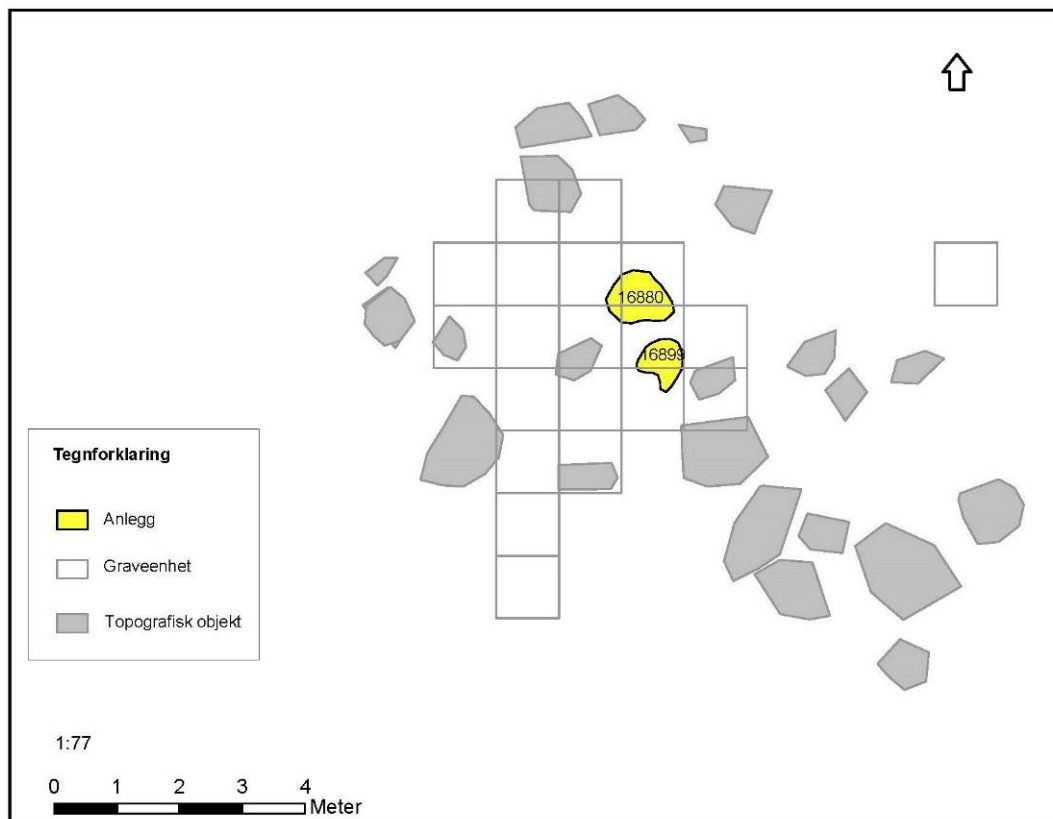 16880
16899
Tegnforklaring
Anlegg
Graveenhet
Topografisk objekt
1:77
0 1 2 3 4
Meter